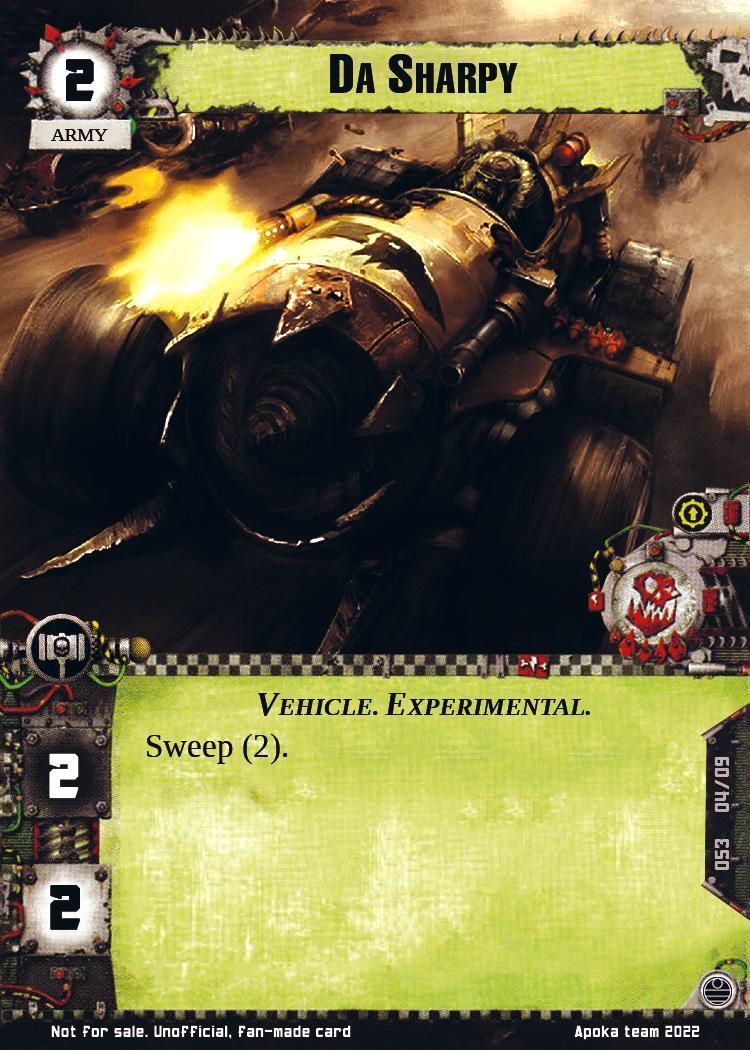 2
DA SHARPY
ARMY
VEHICLE. EXPERIMENTAL.
Sweep (2).
2
2
04/09
053
Not for sale. Unofficial, Fan-made card
Apoka team 2022